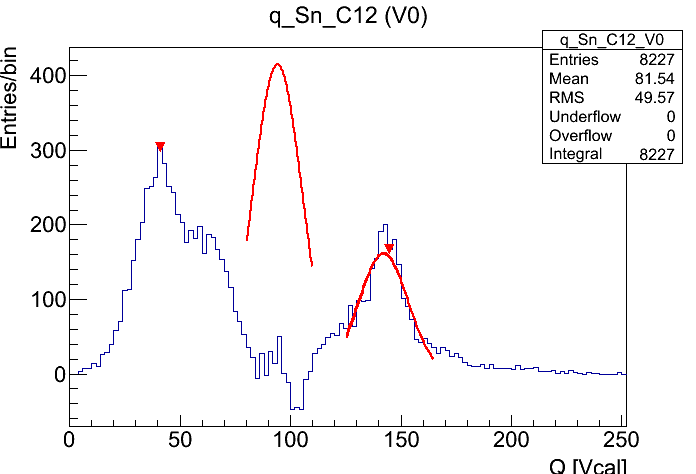 q_Sn_C12 (V0)
q_Sn_C12_V0
Entries 8227
Mean 81.54
RMS 49.57
Underflow 0
Overflow 0
Integral 8227
Entries/bin
400
300
200
100
0
0 50 100 150 200 250
Q [Vcal]